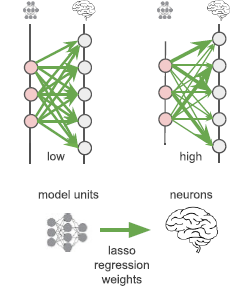 low high
model units neurons
lasso
regression
weights